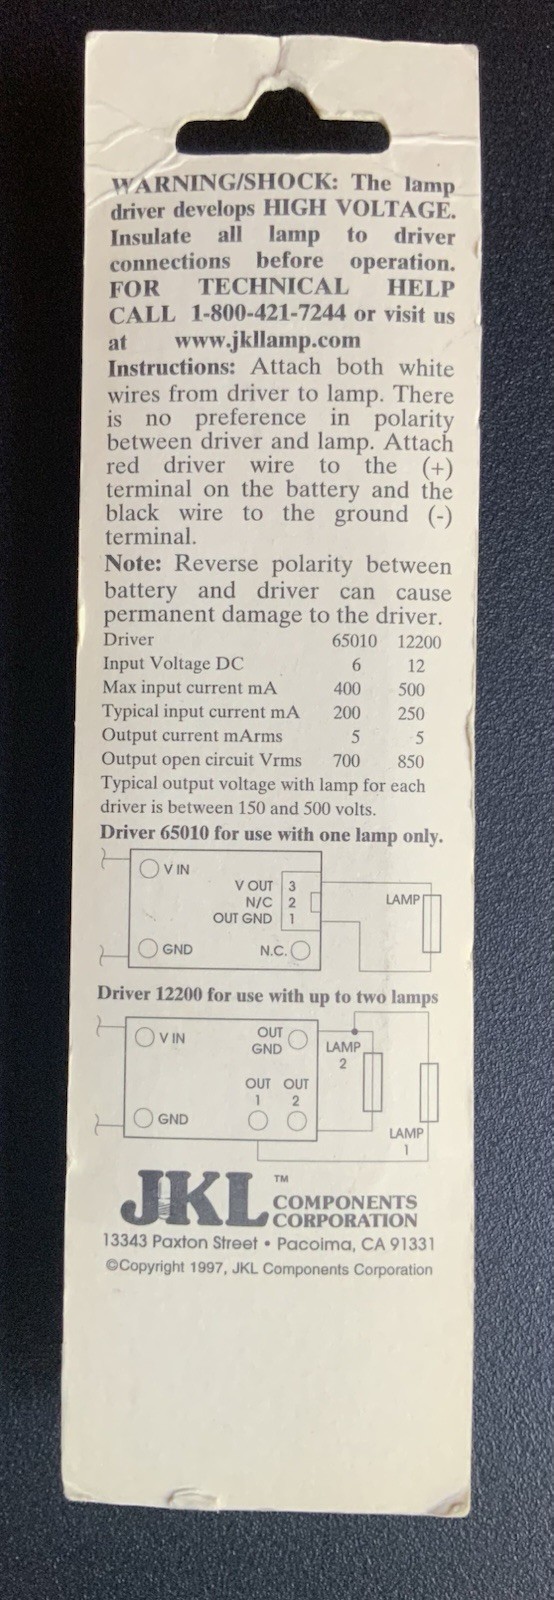 WARNING/SHOCK: The lamp
driver develops HIGH VOLTAGE.
Insulate all lamp to driver
connections before operation.
FOR TECHNICAL HELP
CALL 1-800-421-7244 or visit us
at www.jkllamp.com
Instructions: Attach both white
wires from driver to lamp. There
is no preference in polarity
between driver and lamp. Attach
red driver wire to the (+)
terminal on the battery and the
black wire to the ground (-)
terminal.
Note: Reverse polarity between
battery and driver can cause
permanent damage to the driver.
Driver 65010 12200
Input Voltage DC 6 12
Max input current mA 400 500
Typical input current mA 200 250
Output current mArms 5 5
Output open circuit Vrms 700 850
Typical output voltage with lamp for each
driver is between 150 and 500 volts.
Driver 65010 for use with one lamp only.
V IN
V OUT 3
N/C 2
OUT GND 1
LAMP
GND
N.C.
Driver 12200 for use with up to two lamps
V IN
OUT
GND
LAMP
2
OUT OUT
1 2
GND
LAMP
1
JKL™
COMPONENTS
CORPORATION
13343 Paxton Street • Pacoima, CA 91331
©Copyright 1997, JKL Components Corporation